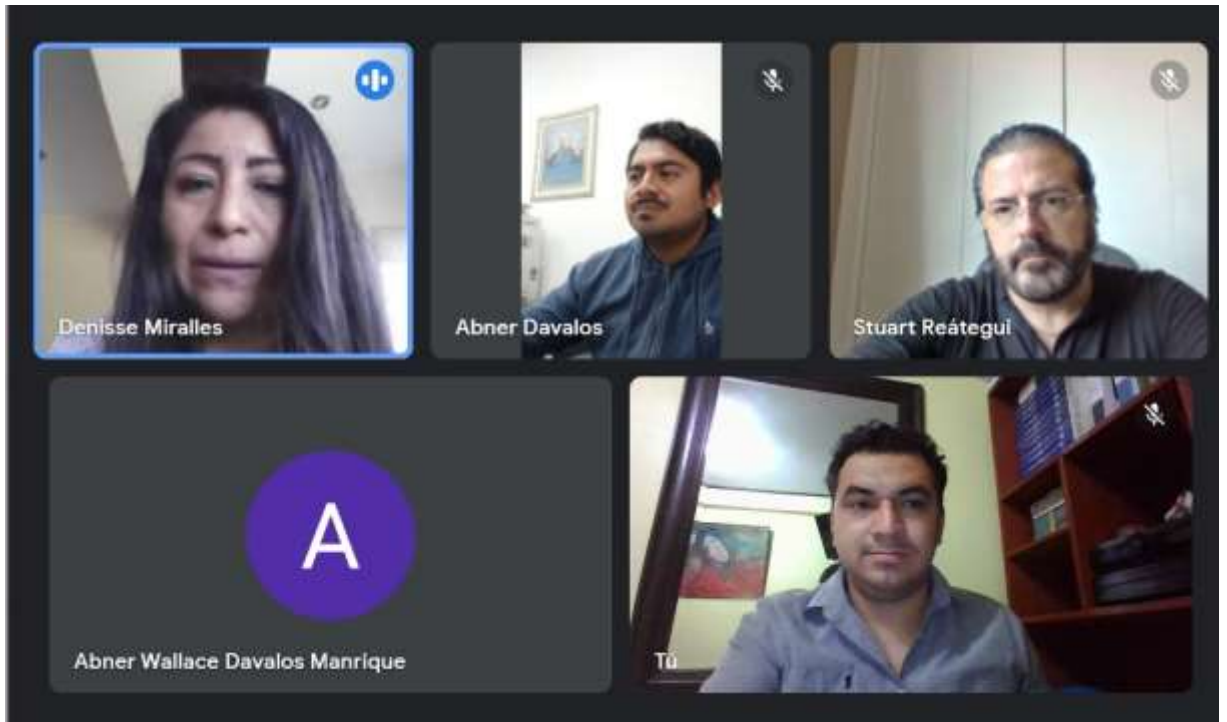 Denisse Miralles
Abner Davalos
Stuart Reátegui
A
Abner Wallace Davalos Manrique
Tú